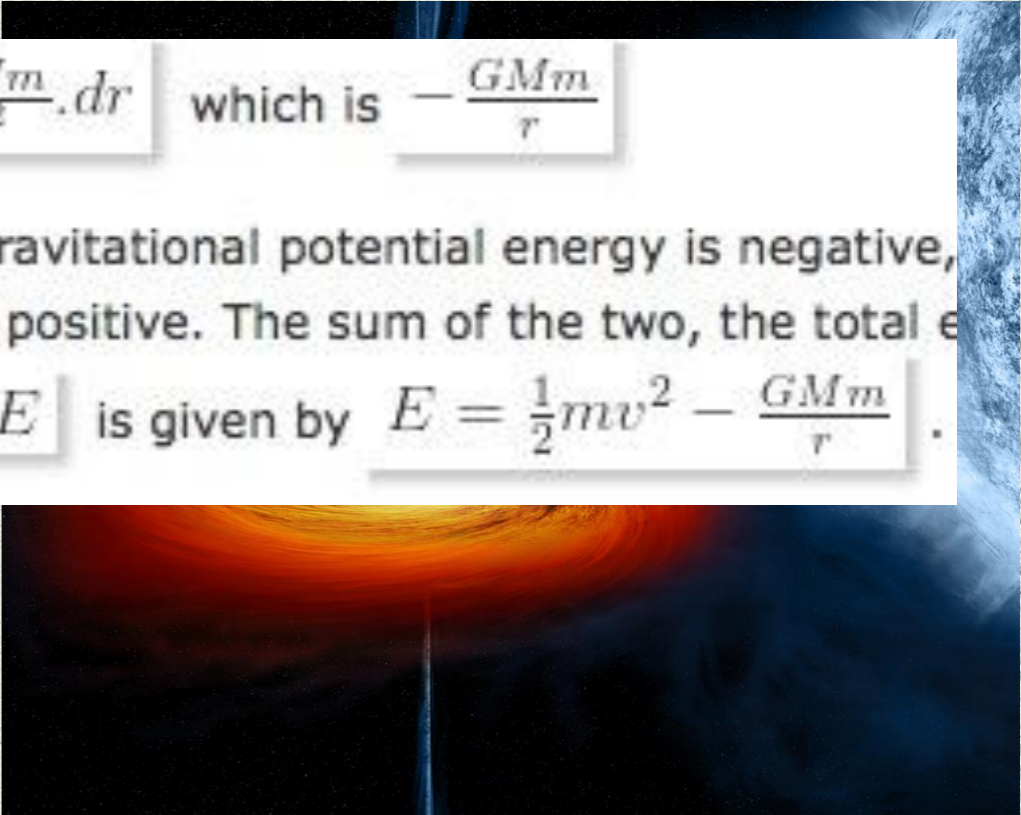 .dr which is − GMm/r
ravitational potential energy is negative,
positive. The sum of the two, the total e
E is given by E = ½mv² − GMm/r .